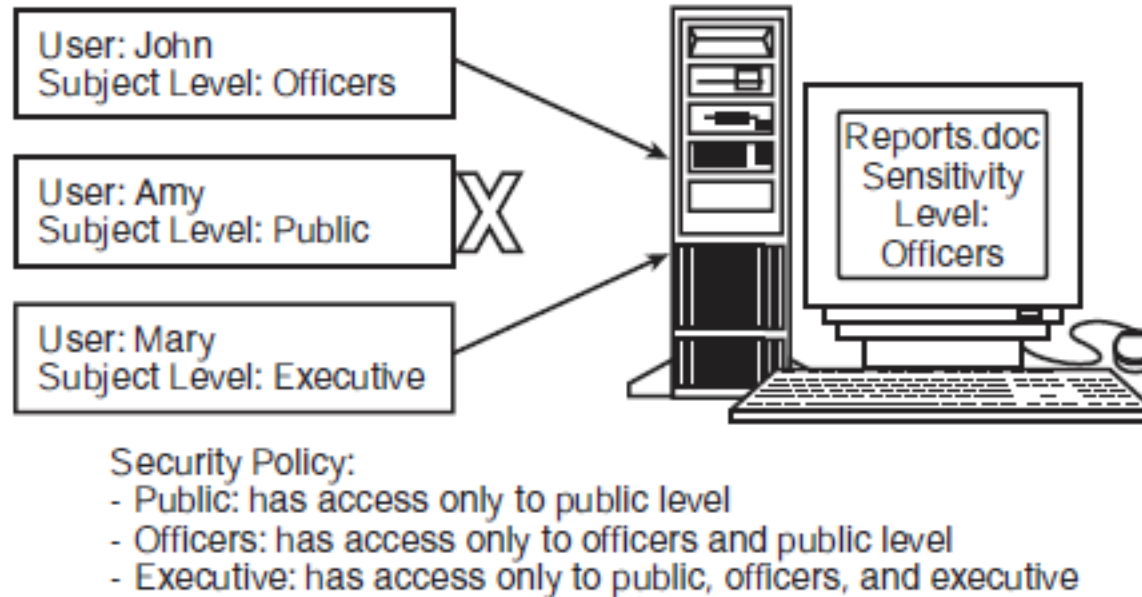 User: John
Subject Level: Officers
User: Amy
Subject Level: Public
X
User: Mary
Subject Level: Executive
Reports.doc
Sensitivity
Level:
Officers
Security Policy:
- Public: has access only to public level
- Officers: has access only to officers and public level
- Executive: has access only to public, officers, and executive